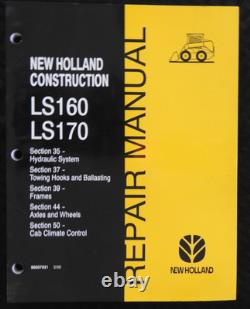 NEW HOLLAND
CONSTRUCTION
LS160
LS170
Section 35 -
Hydraulic System
Section 37 -
Towing Hooks and Ballasting
Section 39 -
Frames
Section 44 -
Axles and Wheels
Section 50 -
Cab Climate Control
REPAIR MANUAL
NEW HOLLAND